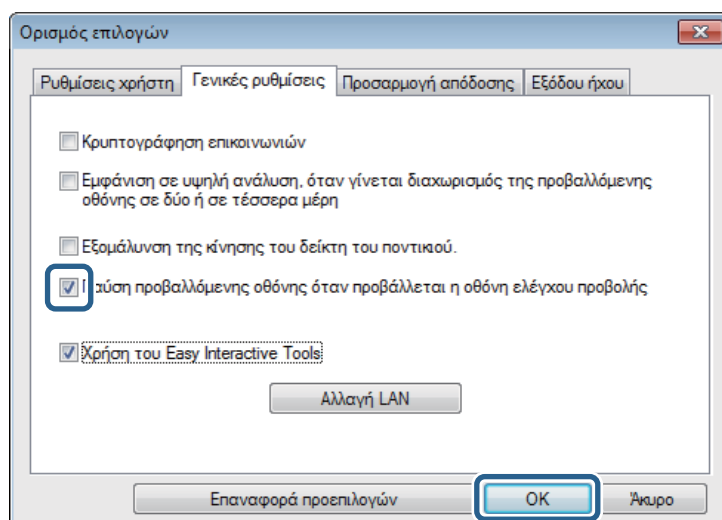 Ορισμός επιλογών
Ρυθμίσεις χρήστη
Γενικές ρυθμίσεις
Προσαρμογή απόδοσης
Εξόδου ήχου
Κρυπτογράφηση επικοινωνιών
Εμφάνιση σε υψηλή ανάλυση, όταν γίνεται διαχωρισμός της προβαλλόμενης
οθόνης σε δύο ή σε τέσσερα μέρη
Εξομάλυνση της κίνησης του δείκτη του ποντικιού.
Παύση προβαλλόμενης οθόνης όταν προβάλλεται η οθόνη ελέγχου προβολής
Χρήση του Easy Interactive Tools
Αλλαγή LAN
Επαναφορά προεπιλογών
OK
Άκυρο